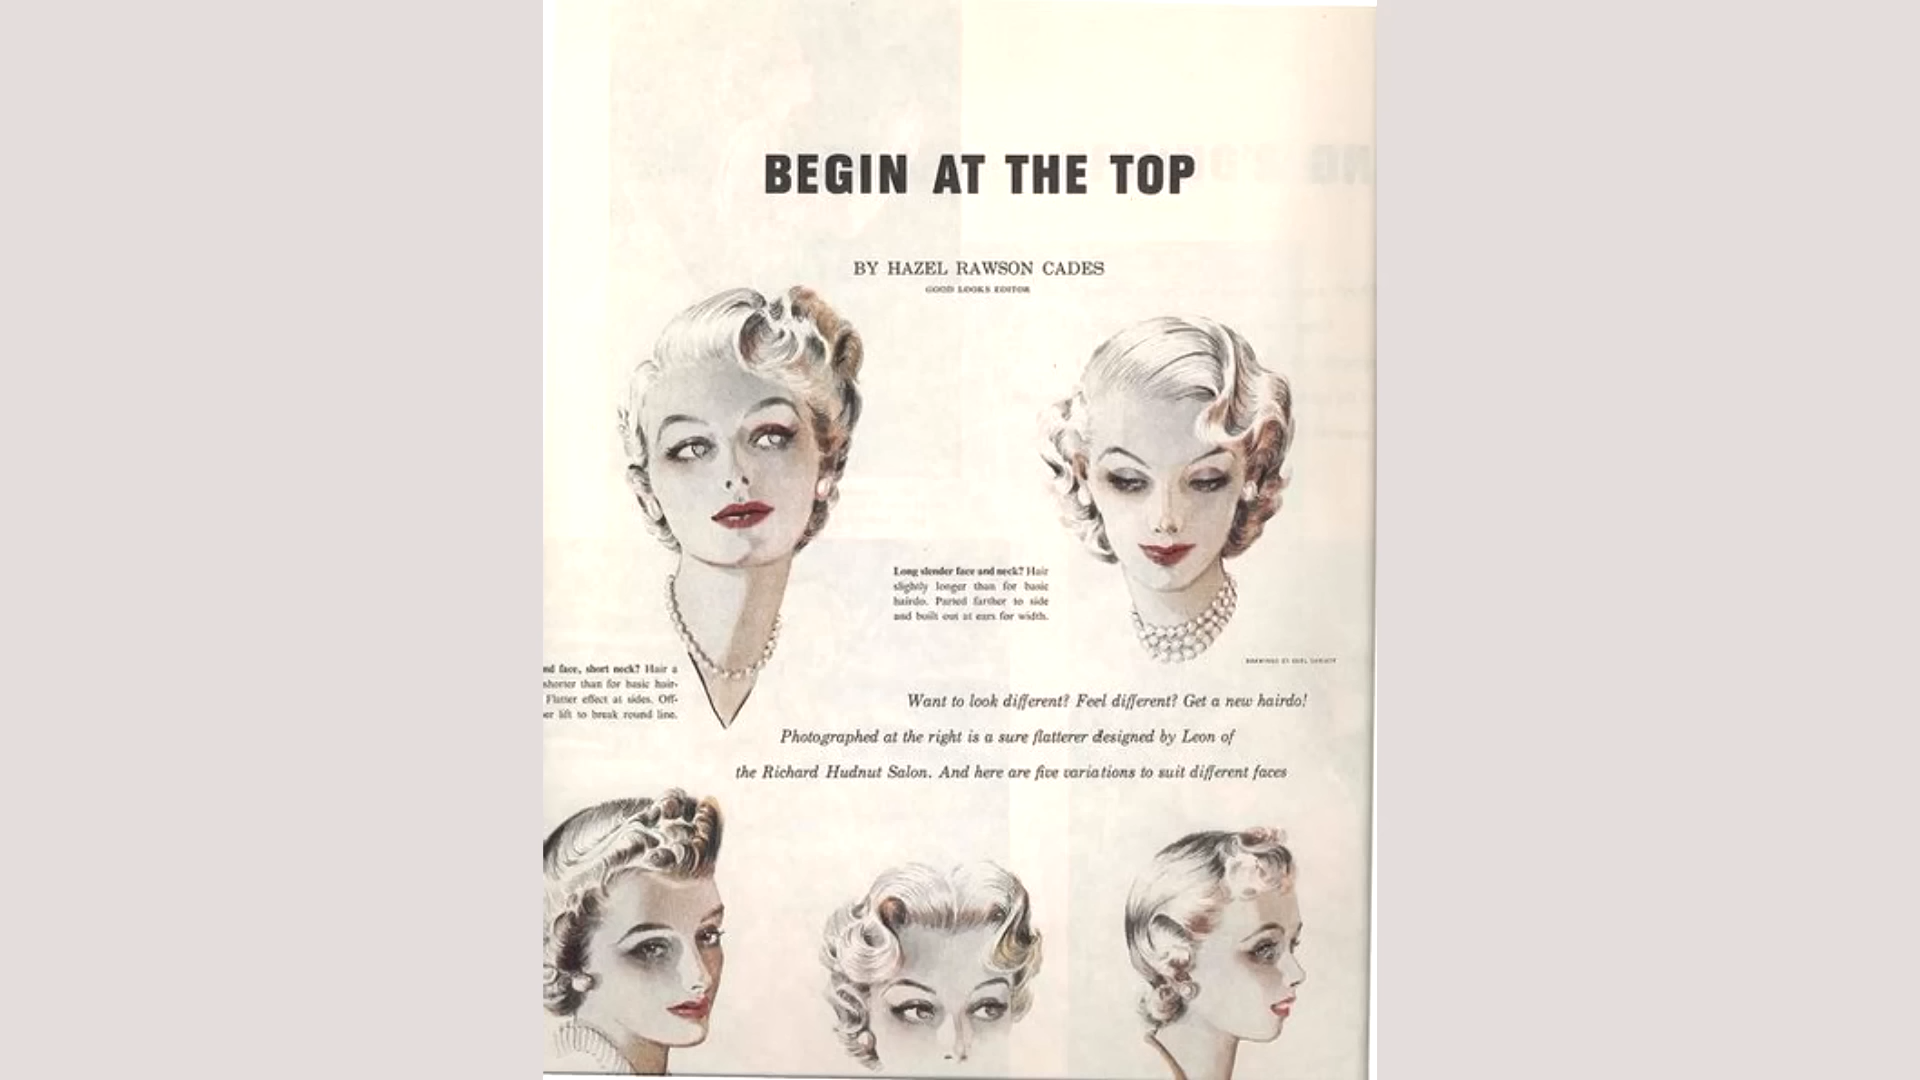 BEGIN AT THE TOP
BY HAZEL RAWSON CADES
GOOD LOOKS EDITOR
Long slender face and neck? Hair
slightly longer than for basic
hairdo. Parted farther to side
and built out at ears for width.
DRAWINGS BY
nd face, short neck? Hair a
shorter than for basic hair-
Flatter effect at sides. Off-
er lift to break round line.
Want to look different? Feel different? Get a new hairdo!
Photographed at the right is a sure flatterer designed by Leon of
the Richard Hudnut Salon. And here are five variations to suit different faces